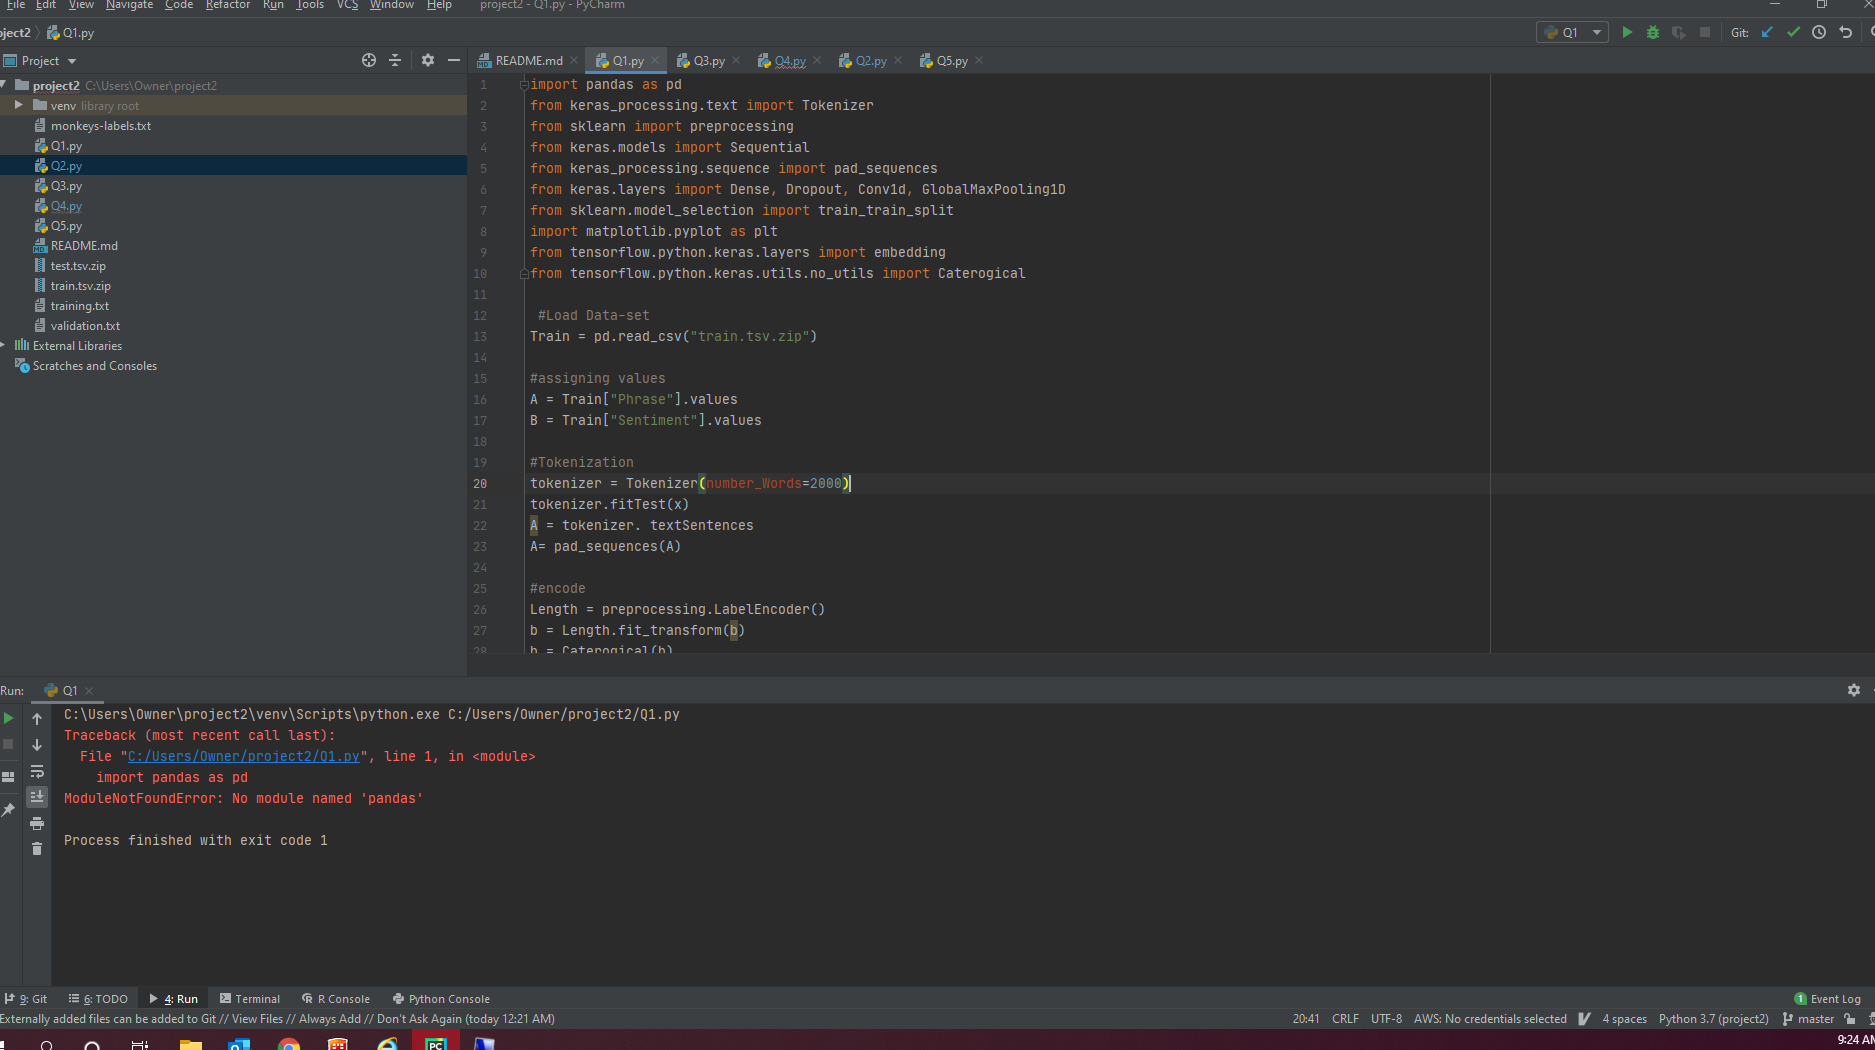 File Edit View Navigate Code Refactor Run Tools VCS Window Help project2 - Q1.py - PyCharm
ject2 Q1.py
Q1 Git:
Project
README.md Q1.py Q3.py Q4.py Q2.py Q5.py
project2 C:\Users\Owner\project2
venv library root
monkeys-labels.txt
Q1.py
Q2.py
Q3.py
Q4.py
Q5.py
README.md
test.tsv.zip
train.tsv.zip
training.txt
validation.txt
External Libraries
Scratches and Consoles
1 import pandas as pd
2 from keras_processing.text import Tokenizer
3 from sklearn import preprocessing
4 from keras.models import Sequential
5 from keras_processing.sequence import pad_sequences
6 from keras.layers import Dense, Dropout, Conv1d, GlobalMaxPooling1D
7 from sklearn.model_selection import train_train_split
8 import matplotlib.pyplot as plt
9 from tensorflow.python.keras.layers import embedding
10 from tensorflow.python.keras.utils.no_utils import Caterogical
11
12 #Load Data-set
13 Train = pd.read_csv("train.tsv.zip")
14
15 #assigning values
16 A = Train["Phrase"].values
17 B = Train["Sentiment"].values
18
19 #Tokenization
20 tokenizer = Tokenizer(number_Words=2000)
21 tokenizer.fitTest(x)
22 A = tokenizer. textSentences
23 A= pad_sequences(A)
24
25 #encode
26 Length = preprocessing.LabelEncoder()
27 b = Length.fit_transform(b)
28 b = Caterogical(b)
Run: Q1
C:\Users\Owner\project2\venv\Scripts\python.exe C:/Users/Owner/project2/Q1.py
Traceback (most recent call last):
File "C:/Users/Owner/project2/Q1.py", line 1, in <module>
import pandas as pd
ModuleNotFoundError: No module named 'pandas'
Process finished with exit code 1
9: Git 6: TODO 4: Run Terminal R Console Python Console 1 Event Log
Externally added files can be added to Git // View Files // Always Add // Don't Ask Again (today 12:21 AM) 20:41 CRLF UTF-8 AWS: No credentials selected 4 spaces Python 3.7 (project2) master
PC 9:24 AM